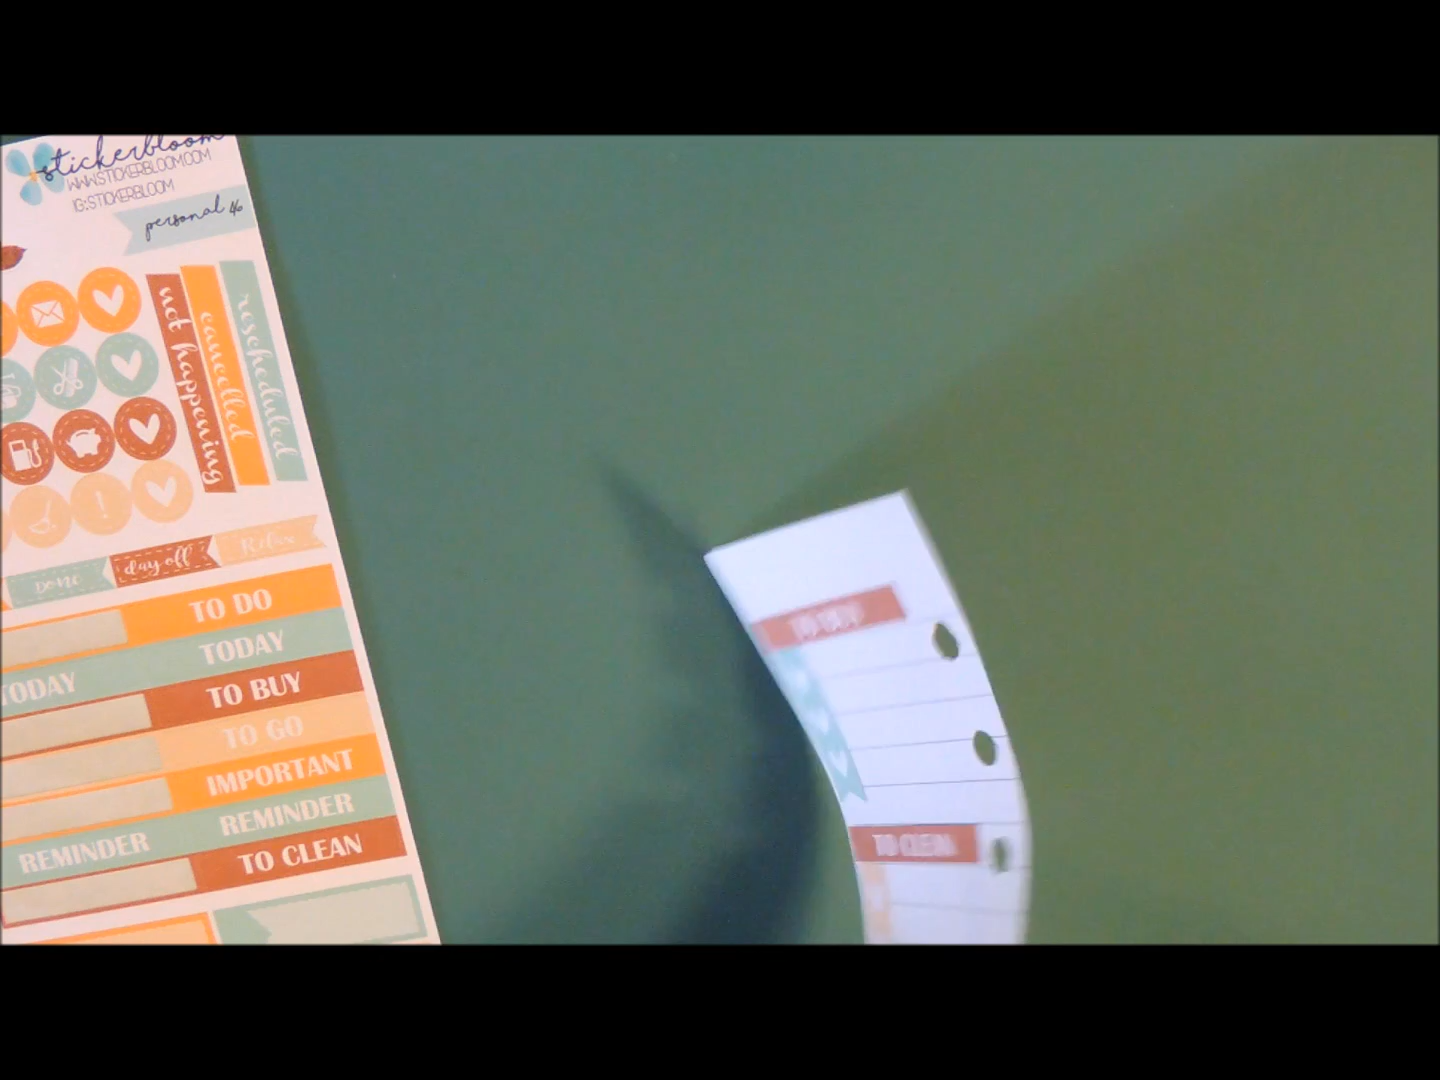 stickerbloom
WWW.STICKERBLOOM.COM
IG:STICKERBLOOM
personal 46
not happening
cancelled
rescheduled
DONE
day off
Relax
TO DO
TODAY
TODAY
TO BUY
TO GO
IMPORTANT
REMINDER
REMINDER
TO CLEAN
TO BUY
TO CLEAN